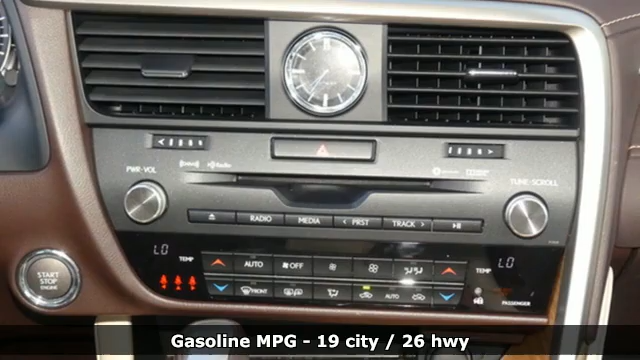 PWR·VOL
TUNE·SCROLL
RADIO MEDIA < PRST TRACK >
LO TEMP AUTO OFF TEMP LO
START STOP ENGINE
FRONT AUTO PASSENGER
Gasoline MPG - 19 city / 26 hwy